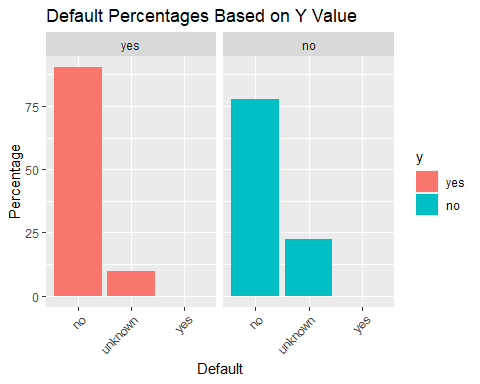 Default Percentages Based on Y Value
yes
no
75
50
25
0
Percentage
no
unknown
yes
no
unknown
yes
Default
y
yes
no